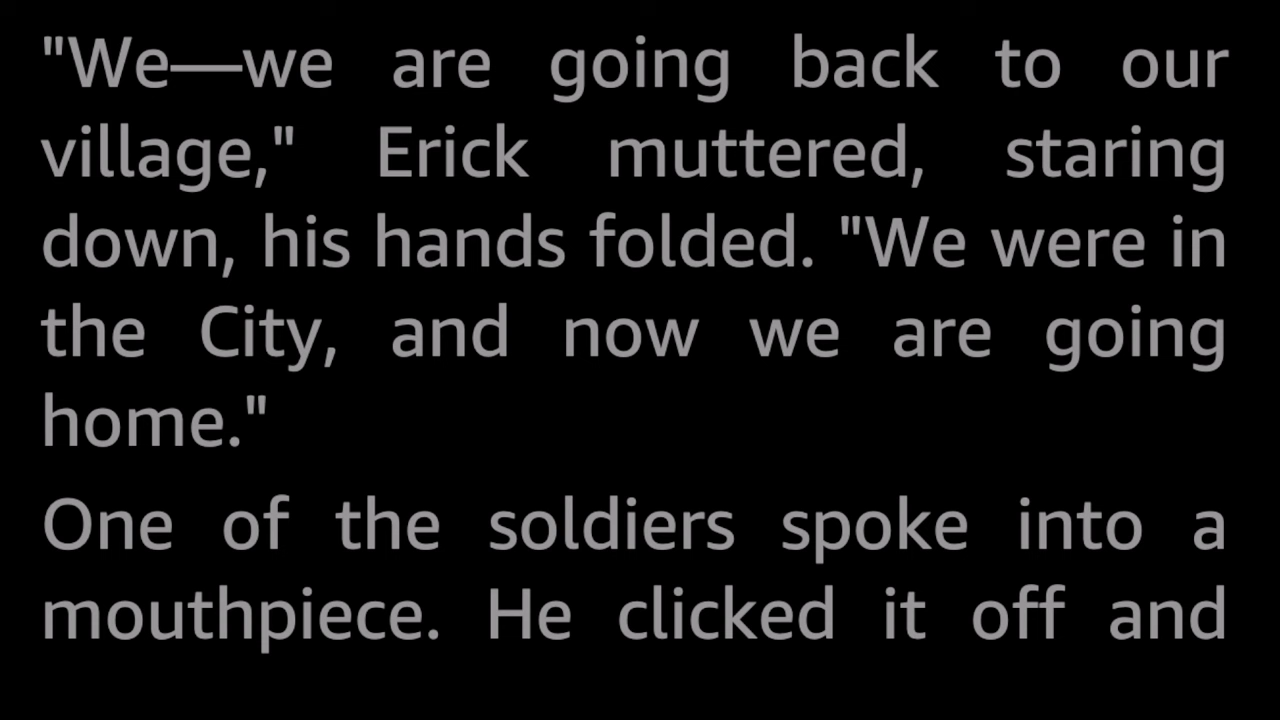 "We—we are going back to our
village," Erick muttered, staring
down, his hands folded. "We were in
the City, and now we are going
home."
One of the soldiers spoke into a
mouthpiece. He clicked it off and